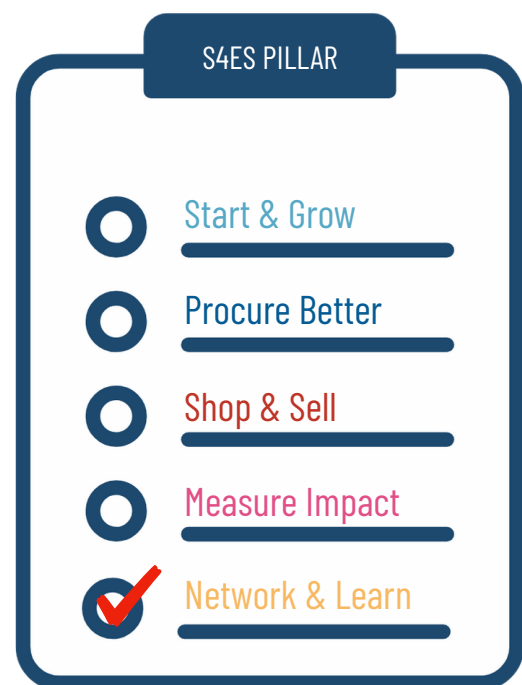 S4ES PILLAR
Start & Grow
Procure Better
Shop & Sell
Measure Impact
Network & Learn